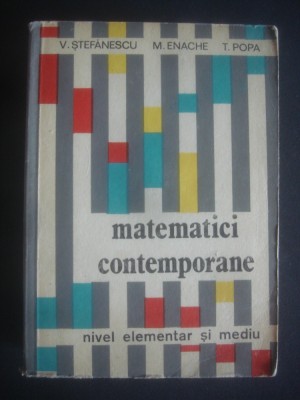 V. ŞTEFĂNESCU M. ENACHE T. POPA
matematici
contemporane
nivel elementar şi mediu